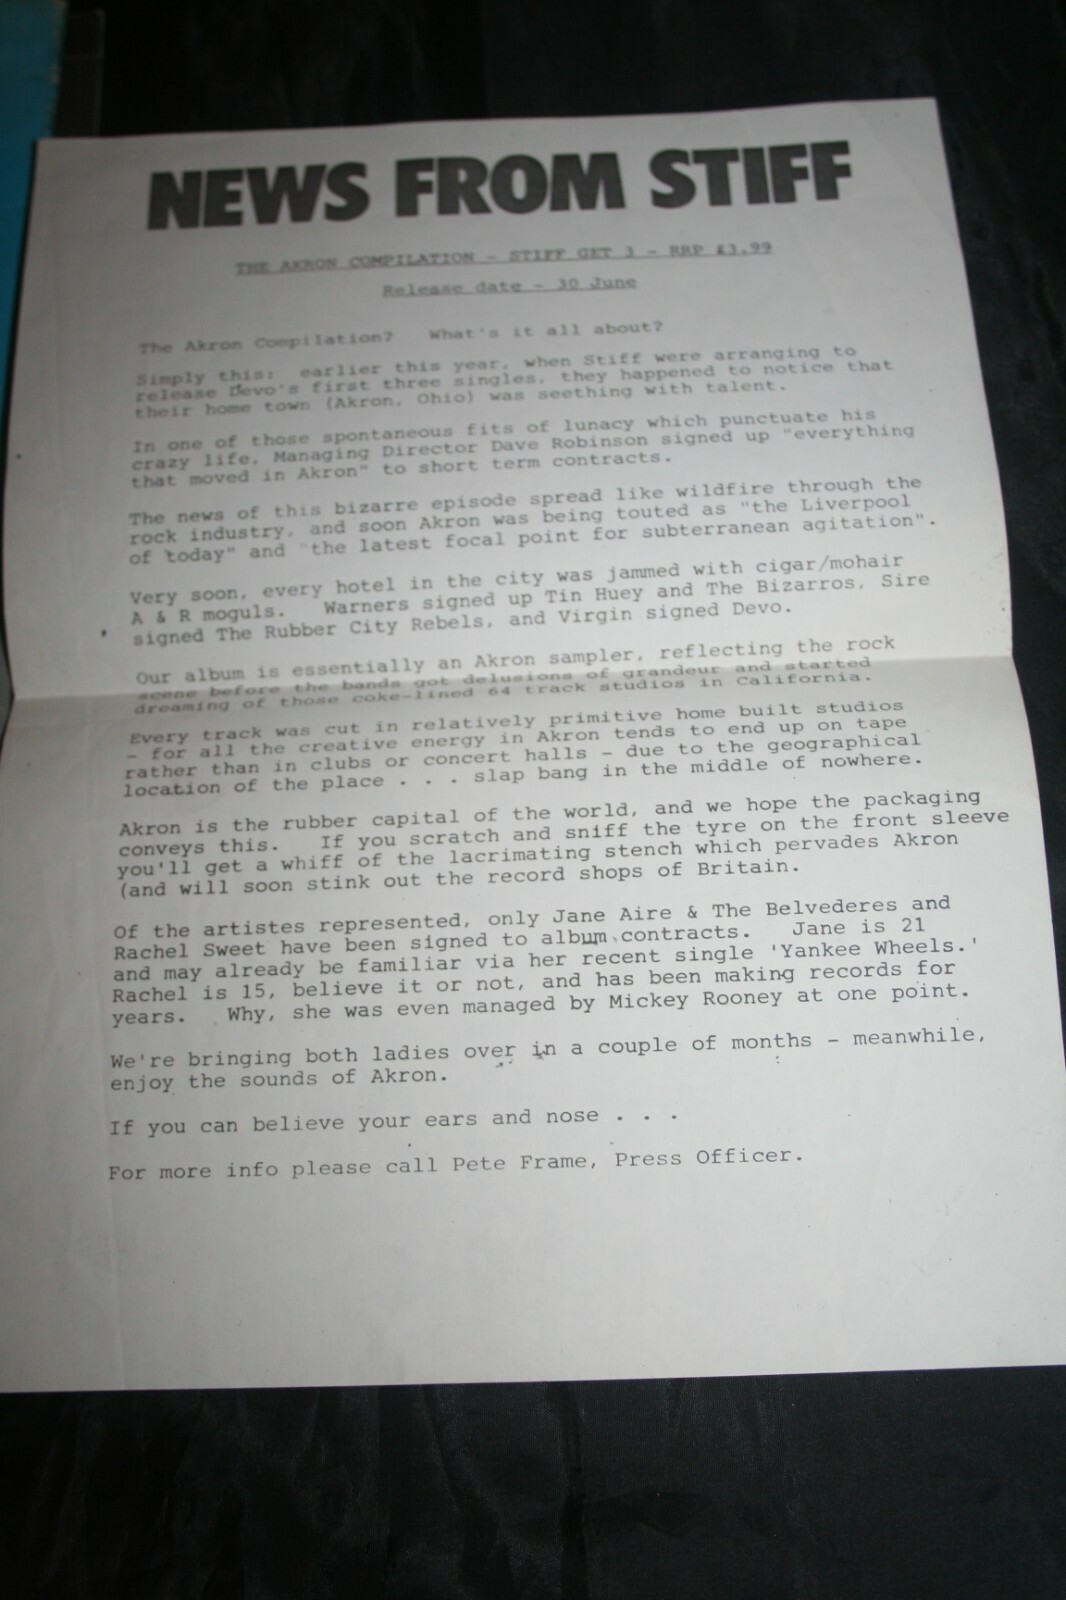 NEWS FROM STIFF
THE AKRON COMPILATION - STIFF GET 3 - RRP £3.99
Release date - 30 June
The Akron Compilation?  What's it all about?
Simply this: earlier this year, when Stiff were arranging to
release Devo's first three singles, they happened to notice that
their home town (Akron, Ohio) was seething with talent.
In one of those spontaneous fits of lunacy which punctuate his
crazy life, Managing Director Dave Robinson signed up "everything
that moved in Akron" to short term contracts.
The news of this bizarre episode spread like wildfire through the
rock industry, and soon Akron was being touted as "the Liverpool
of today" and "the latest focal point for subterranean agitation".
Very soon, every hotel in the city was jammed with cigar/mohair
A & R moguls.  Warners signed up Tin Huey and The Bizarros, Sire
signed The Rubber City Rebels, and Virgin signed Devo.
Our album is essentially an Akron sampler, reflecting the rock
scene before the bands got delusions of grandeur and started
dreaming of those coke-lined 64 track studios in California.
Every track was cut in relatively primitive home built studios
- for all the creative energy in Akron tends to end up on tape
rather than in clubs or concert halls - due to the geographical
location of the place . . . slap bang in the middle of nowhere.
Akron is the rubber capital of the world, and we hope the packaging
conveys this.  If you scratch and sniff the tyre on the front sleeve
you'll get a whiff of the lacrimating stench which pervades Akron
(and will soon stink out the record shops of Britain.
Of the artistes represented, only Jane Aire & The Belvederes and
Rachel Sweet have been signed to album contracts.  Jane is 21
and may already be familiar via her recent single 'Yankee Wheels.'
Rachel is 15, believe it or not, and has been making records for
years.  Why, she was even managed by Mickey Rooney at one point.
We're bringing both ladies over in a couple of months - meanwhile,
enjoy the sounds of Akron.
If you can believe your ears and nose . . .
For more info please call Pete Frame, Press Officer.